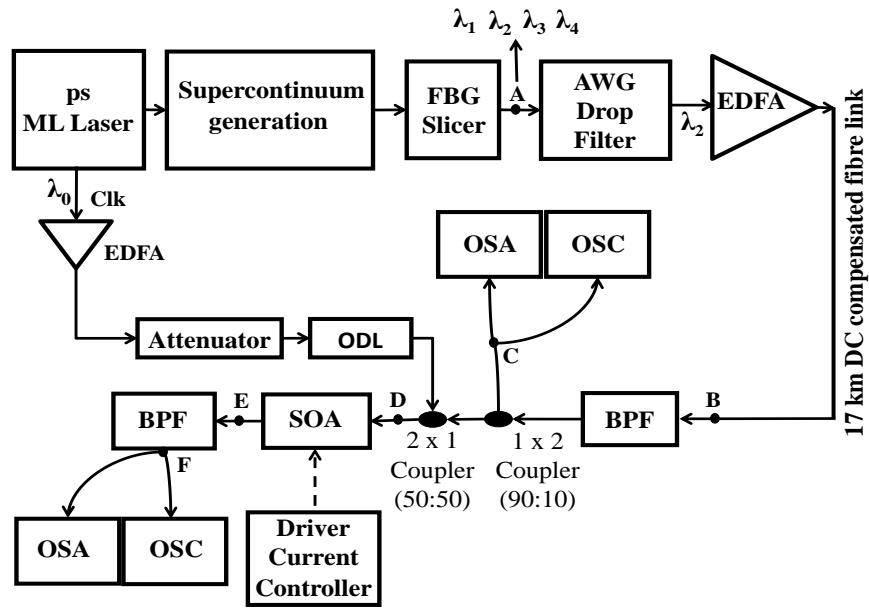 λ1 λ2 λ3 λ4
ps
ML Laser
Supercontinuum
generation
FBG
Slicer
A
AWG
Drop
Filter
λ2
EDFA
λ0
Clk
EDFA
17 km DC compensated fibre link
OSA
OSC
Attenuator
ODL
C
BPF
E
SOA
D
BPF
B
F
2 x 1
Coupler
(50:50)
1 x 2
Coupler
(90:10)
OSA
OSC
Driver
Current
Controller